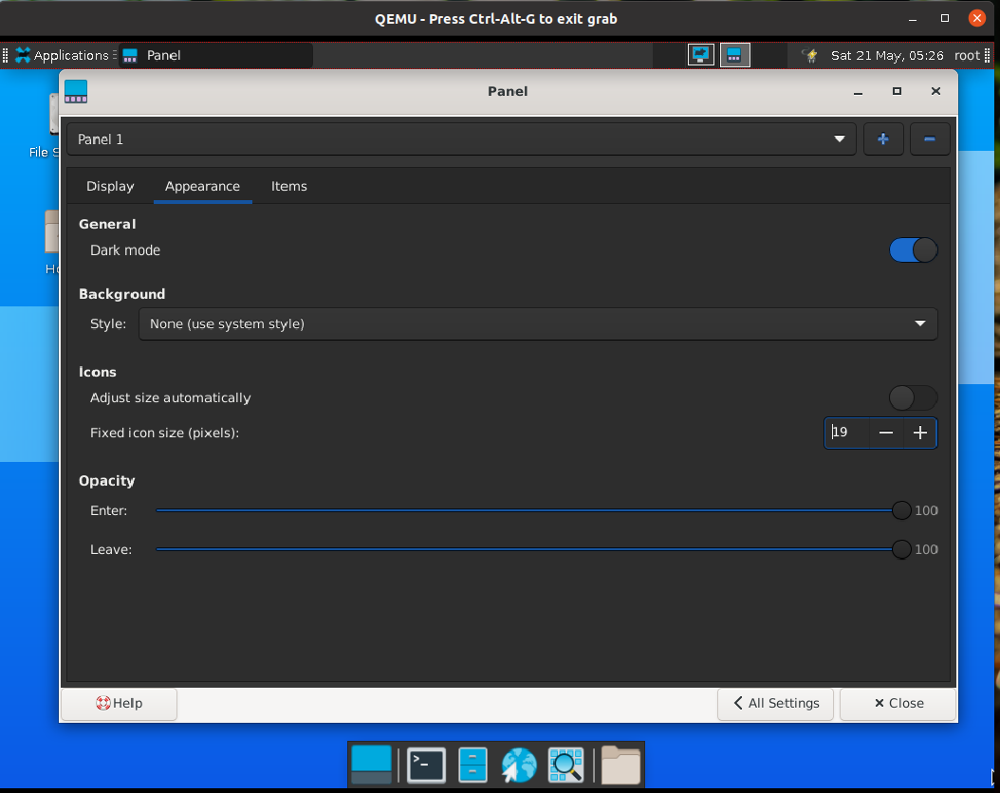 QEMU - Press Ctrl-Alt-G to exit grab
Applications Panel Sat 21 May, 05:26 root
Panel
File S
Panel 1
Display Appearance Items
General
Dark mode
Ho
Background
Style: None (use system style)
Icons
Adjust size automatically
Fixed icon size (pixels): 19
Opacity
Enter: 100
Leave: 100
Help All Settings Close